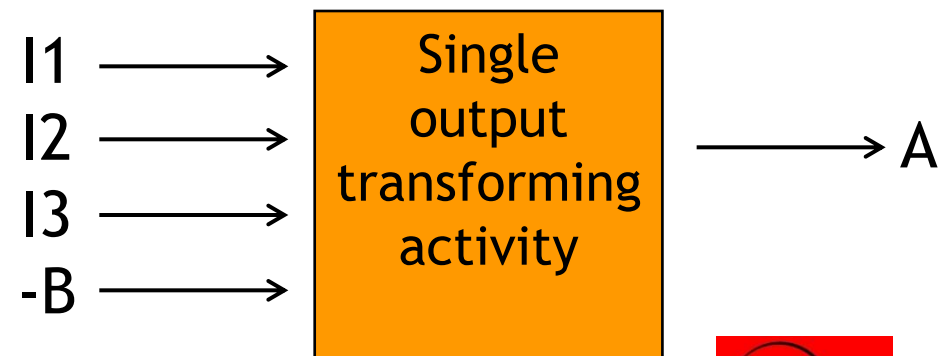 I1
I2
I3
-B
Single
output
transforming
activity
A